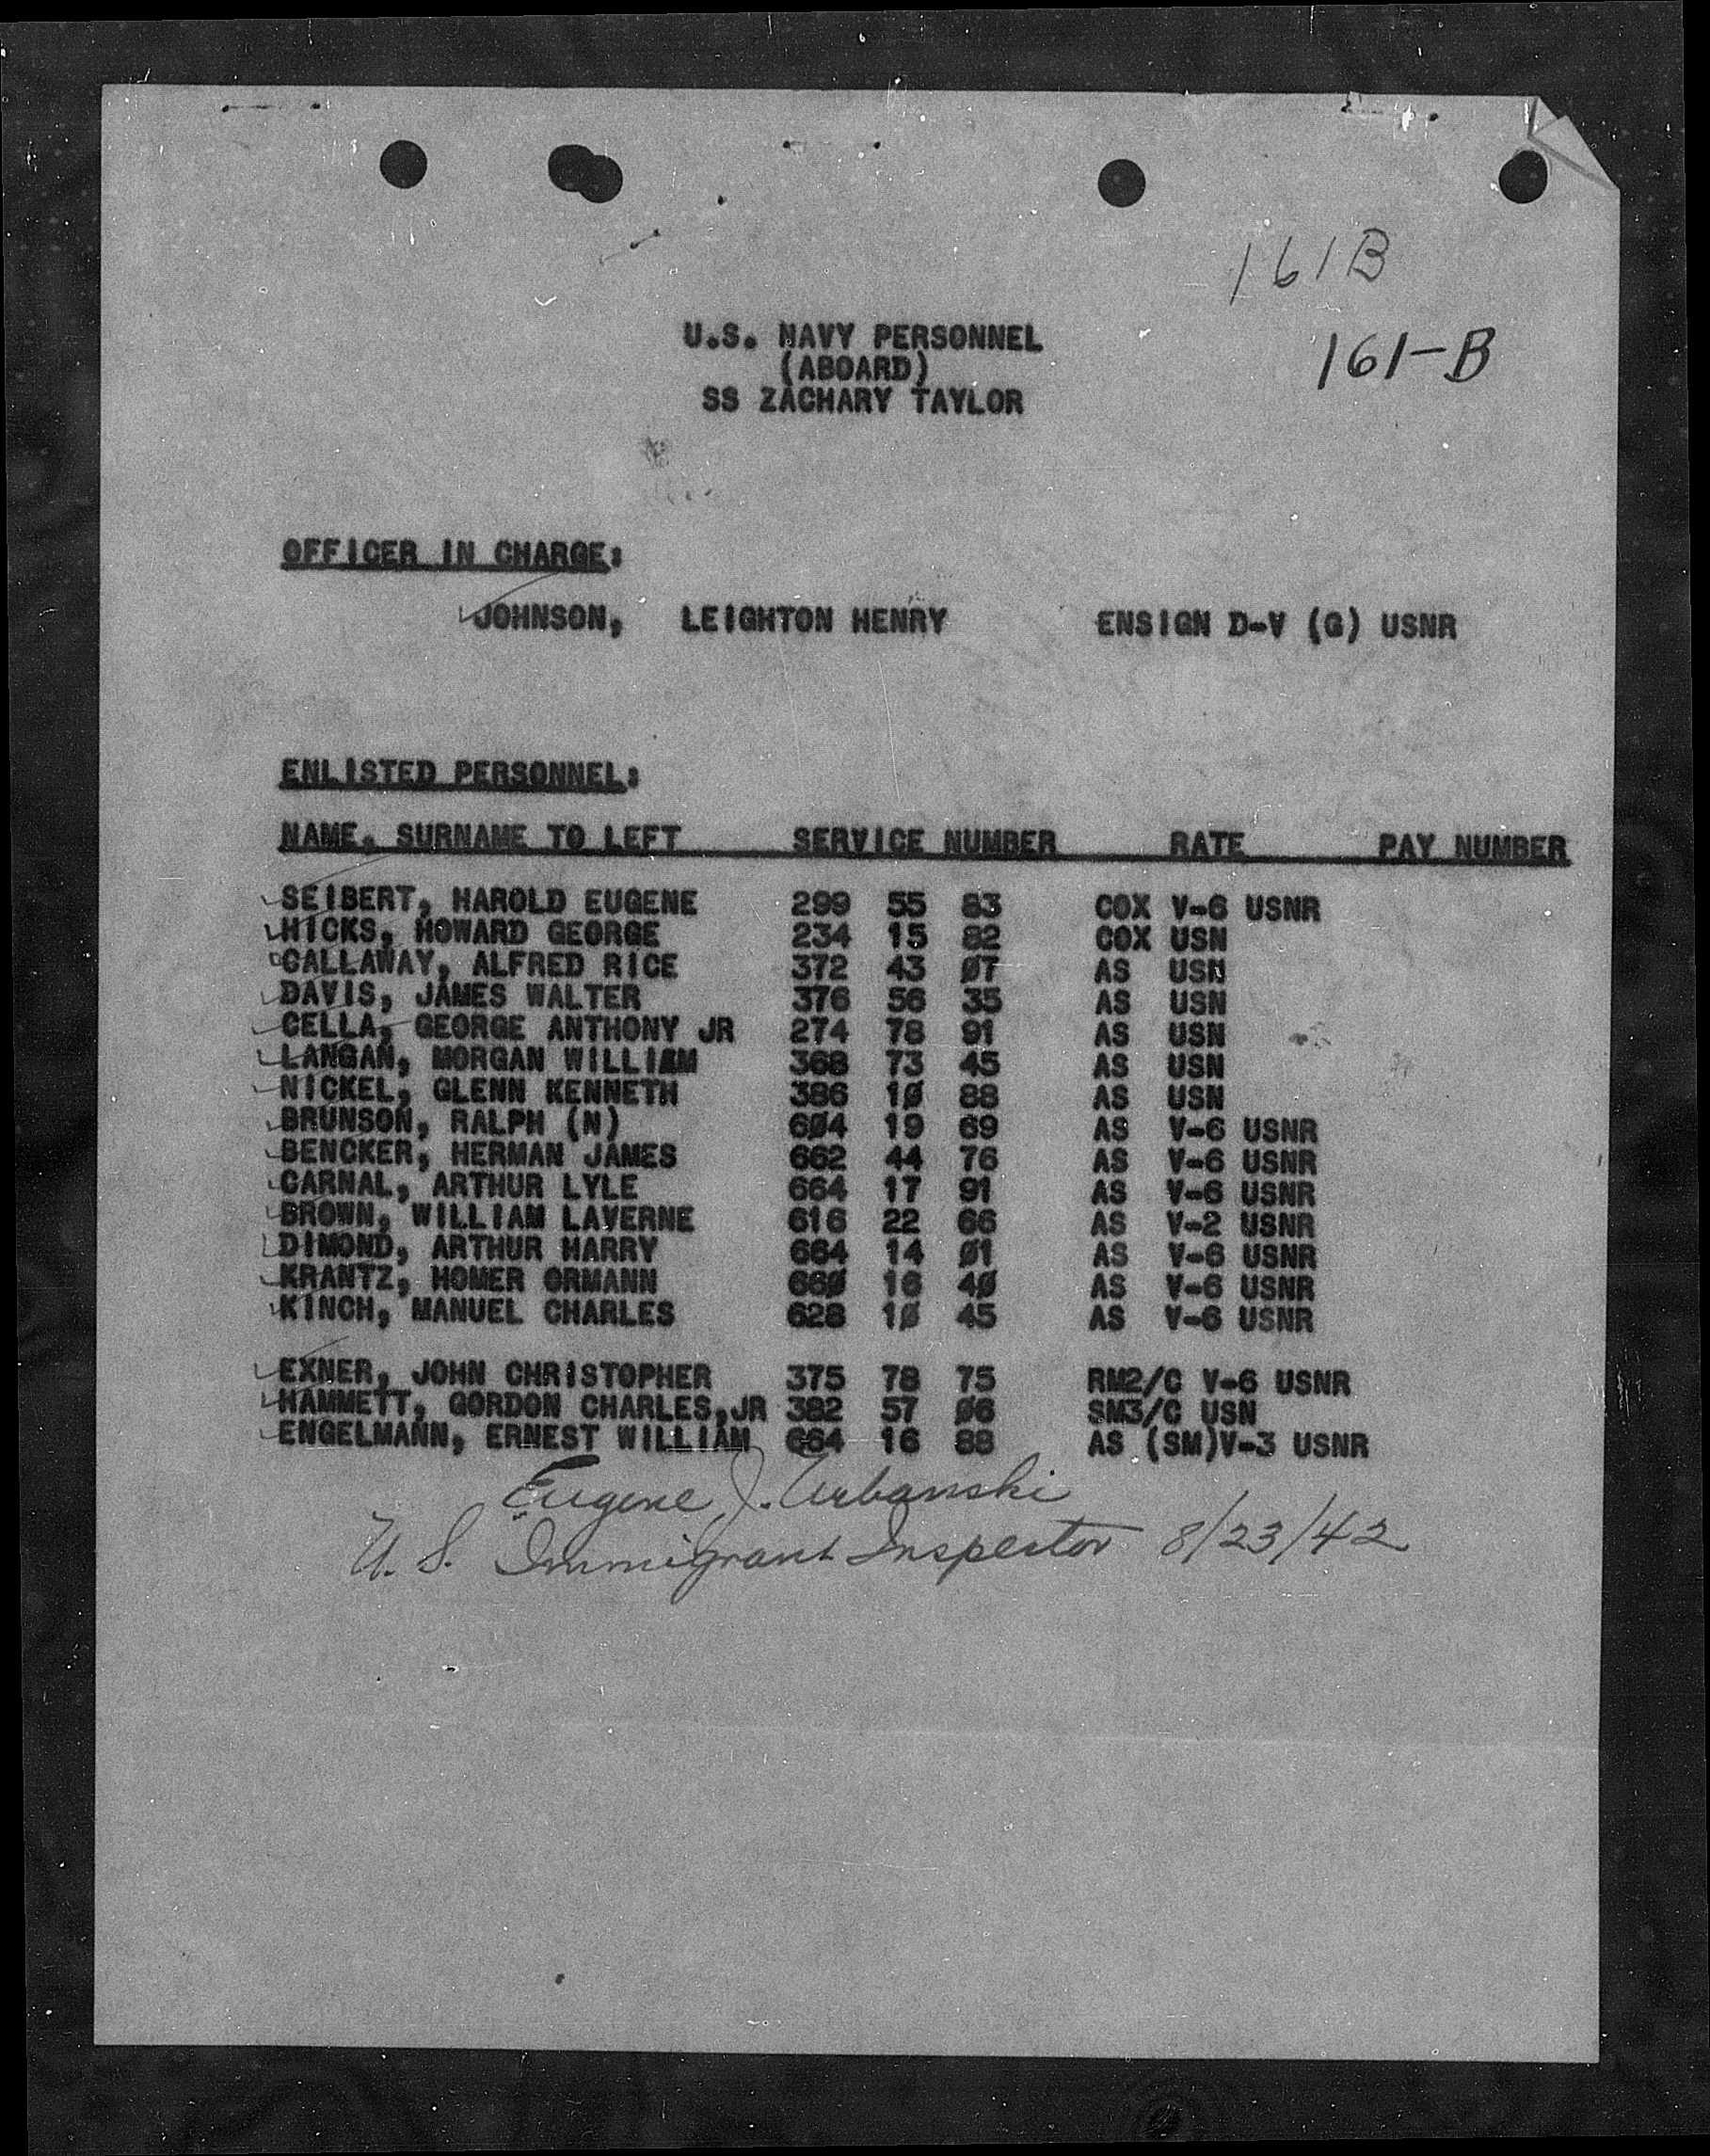 161B
161-B
U.S. NAVY PERSONNEL
(ABOARD)
SS ZACHARY TAYLOR
OFFICER IN CHARGE:
JOHNSON, LEIGHTON HENRY ENSIGN D-V (G) USNR
ENLISTED PERSONNEL:
NAME, SURNAME TO LEFT SERVICE NUMBER RATE PAY NUMBER
SEIBERT, HAROLD EUGENE 299 55 83 COX V-6 USNR
HICKS, HOWARD GEORGE 234 15 82 COX USN
CALLAWAY, ALFRED RICE 372 43 Ø7 AS USN
DAVIS, JAMES WALTER 376 56 35 AS USN
CELLA, GEORGE ANTHONY JR 274 78 91 AS USN
LANGAN, MORGAN WILLIAM 368 73 45 AS USN
NICKEL, GLENN KENNETH 386 1Ø 88 AS USN
BRUNSON, RALPH (N) 6Ø4 19 69 AS V-6 USNR
BENCKER, HERMAN JAMES 662 44 76 AS V-6 USNR
CARNAL, ARTHUR LYLE 664 17 91 AS V-6 USNR
BROWN, WILLIAM LAVERNE 616 22 66 AS V-2 USNR
DIMOND, ARTHUR HARRY 664 14 Ø1 AS V-6 USNR
KRANTZ, HOMER ORMANN 66Ø 16 4Ø AS V-6 USNR
KINCH, MANUEL CHARLES 628 1Ø 45 AS V-6 USNR
EXNER, JOHN CHRISTOPHER 375 78 75 RM2/C V-6 USNR
HAMMETT, GORDON CHARLES,JR 382 57 Ø6 SM3/C USN
ENGELMANN, ERNEST WILLIAM 664 16 88 AS (SM)V-3 USNR
Eugene J. Urbanski
U. S. Immigrant Inspector 8/23/42